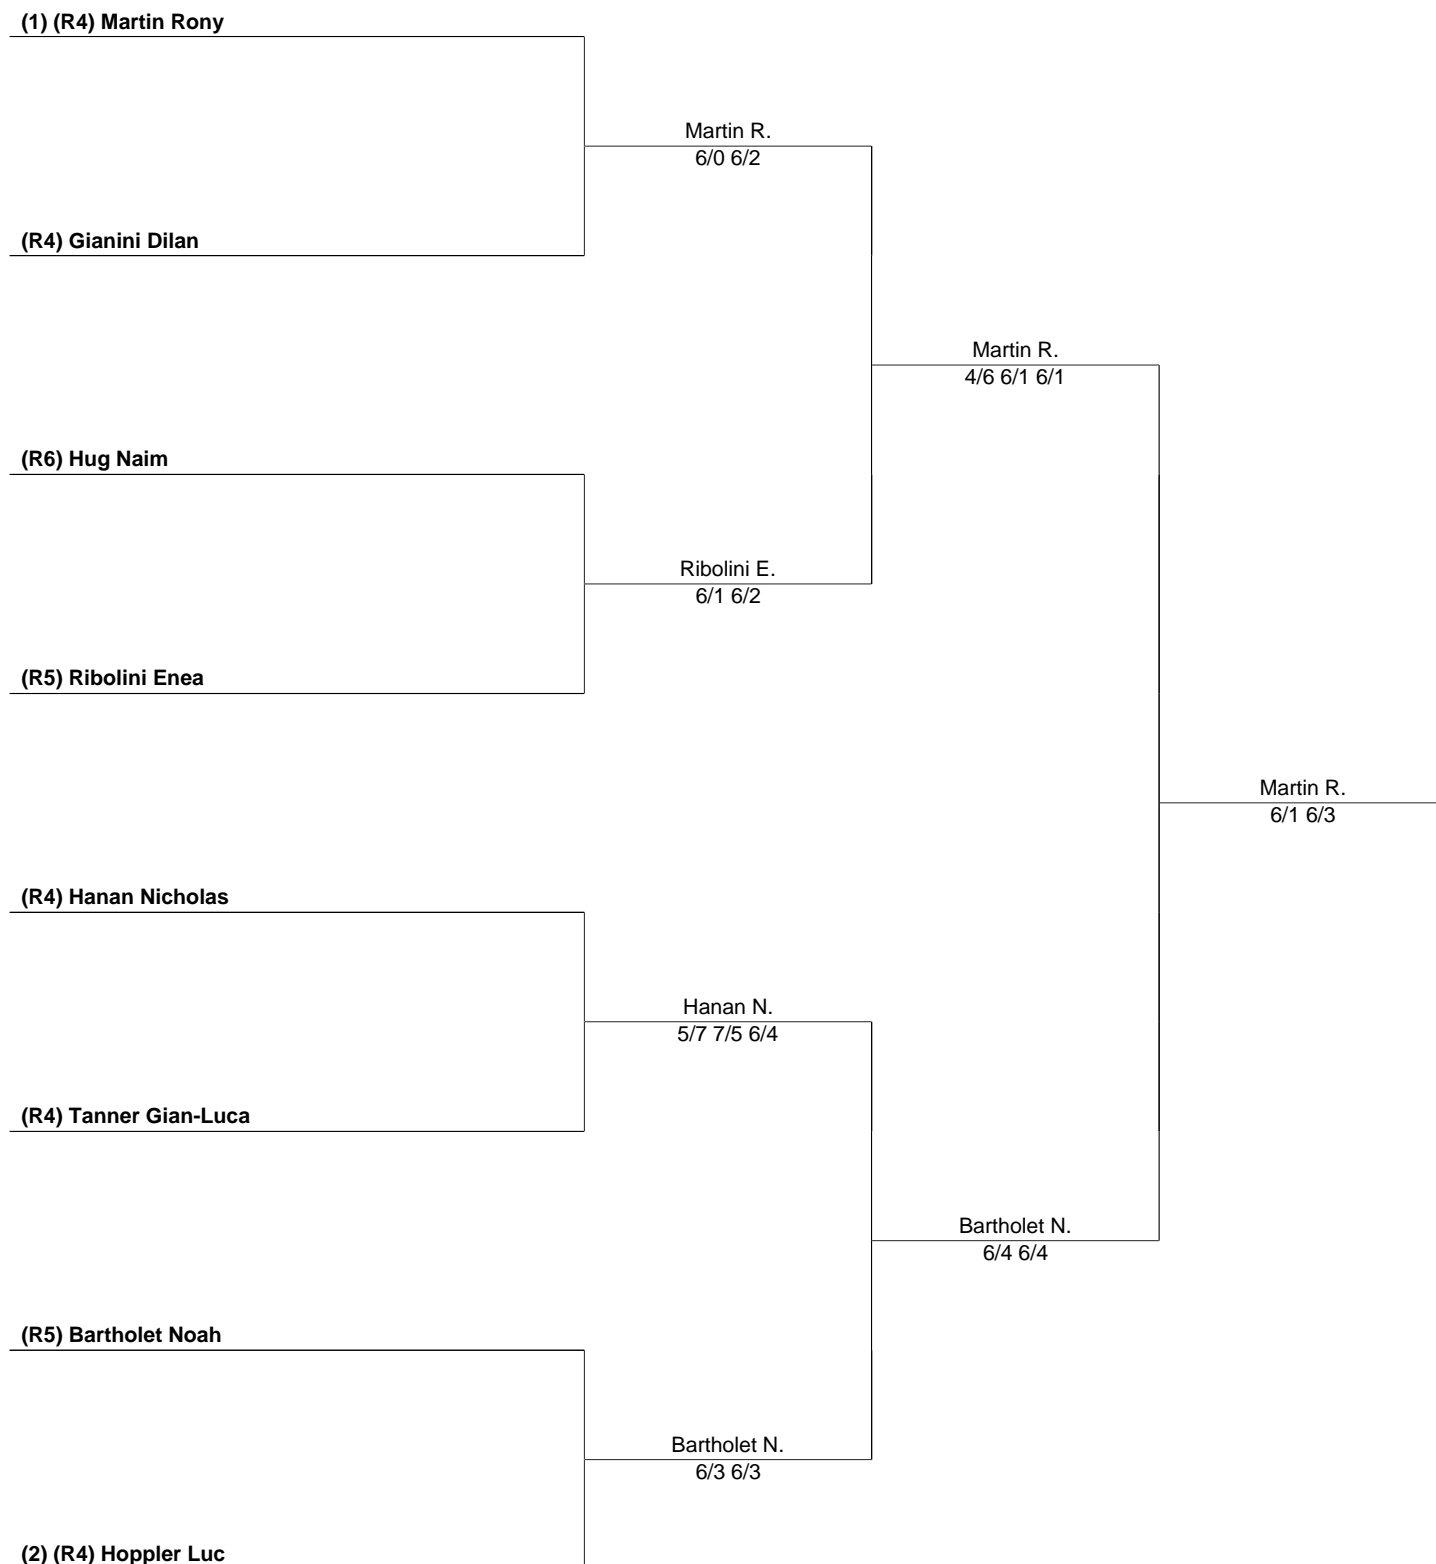 (1) (R4) Martin Rony
Martin R.
6/0 6/2
(R4) Gianini Dilan
Martin R.
4/6 6/1 6/1
(R6) Hug Naim
Ribolini E.
6/1 6/2
(R5) Ribolini Enea
Martin R.
6/1 6/3
(R4) Hanan Nicholas
Hanan N.
5/7 7/5 6/4
(R4) Tanner Gian-Luca
Bartholet N.
6/4 6/4
(R5) Bartholet Noah
Bartholet N.
6/3 6/3
(2) (R4) Hoppler Luc